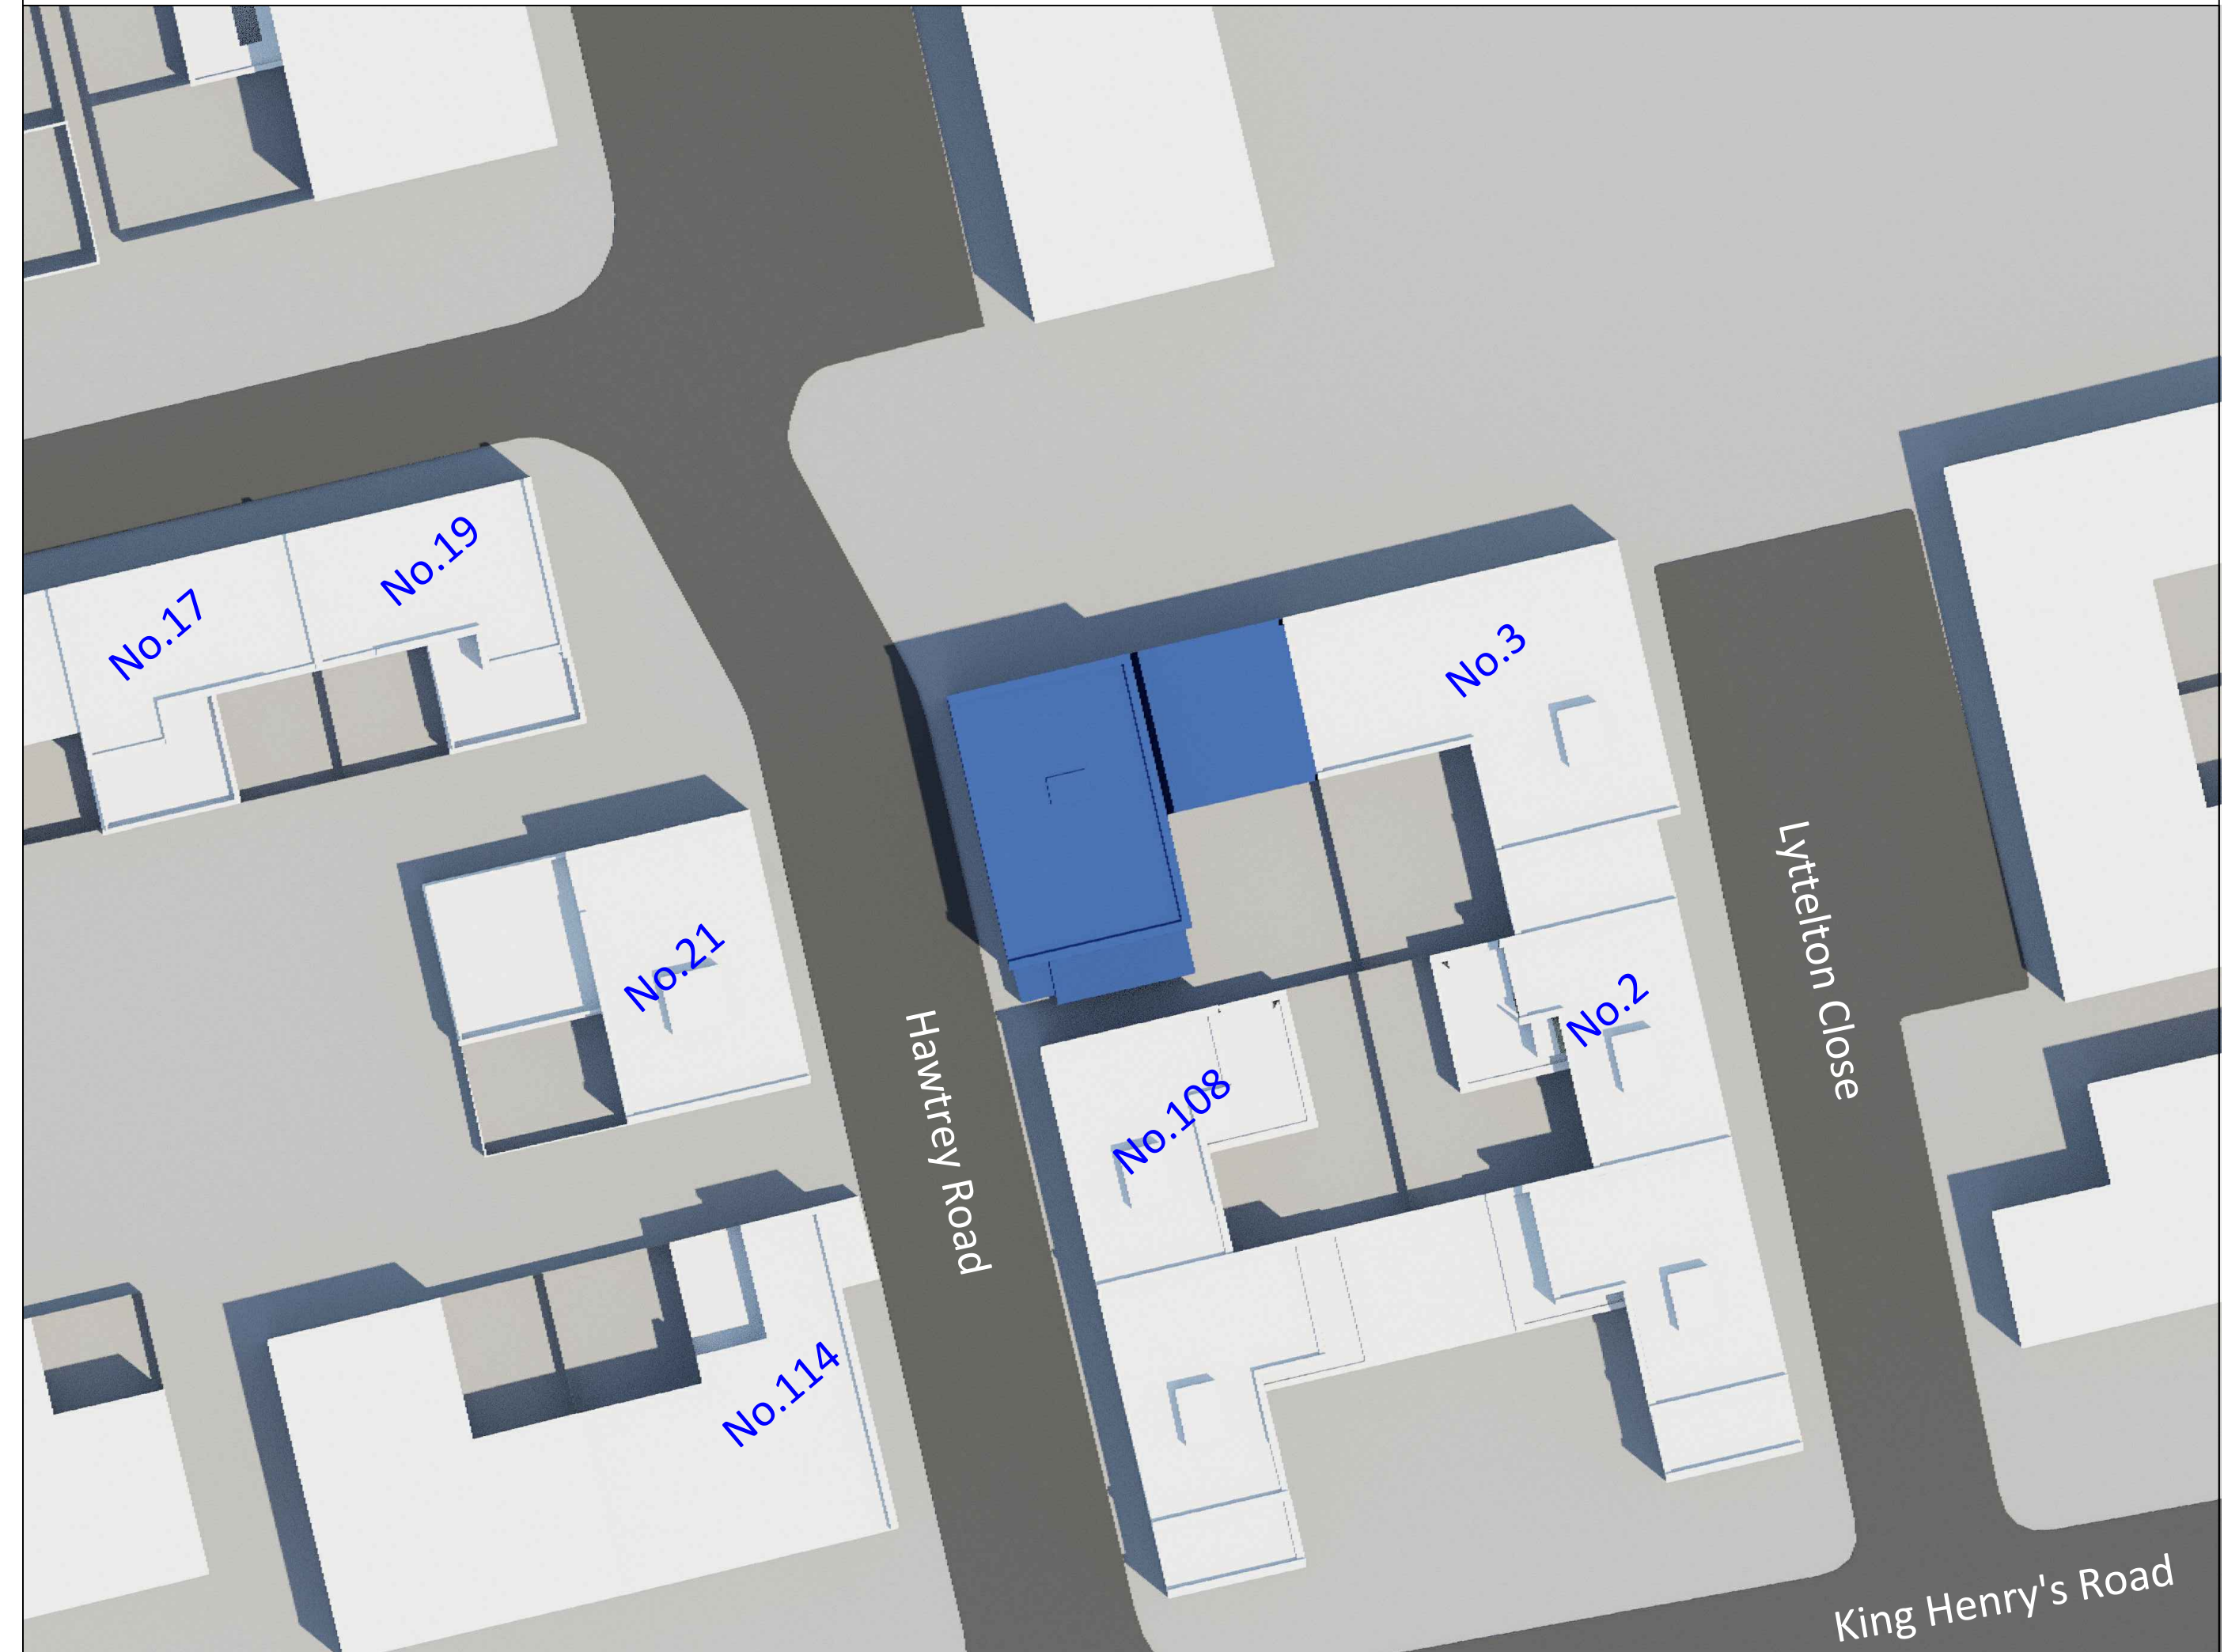 No.19
No.17
No.3
No.21
No.2
Lyttelton Close
Hawtrey Road
No.108
No.114
King Henry's Road